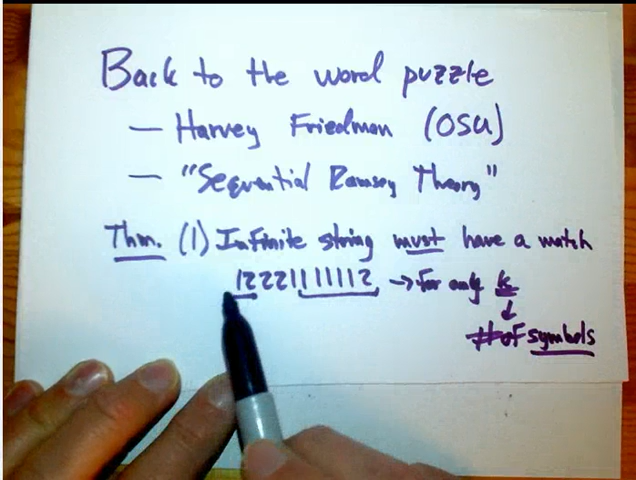 Back to the word puzzle
— Harvey Friedman (OSU)
— "Sequential Ramsey Theory"
Thm. (1) Infinite string must have a match
12221111112 → for any k
↓
# of symbols